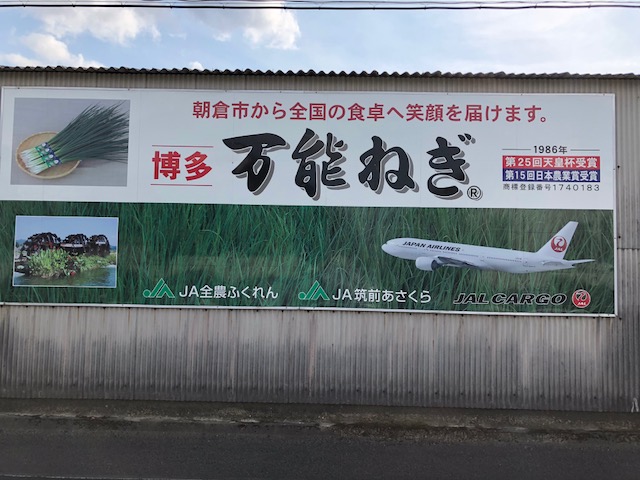 朝倉市から全国の食卓へ笑顔を届けます。
博多 万能ねぎ®
1986年
第25回天皇杯受賞
第15回日本農業賞受賞
商標登録番号1740183
JAPAN AIRLINES
JA全農ふくれん
JA筑前あさくら
JAL CARGO
JAL